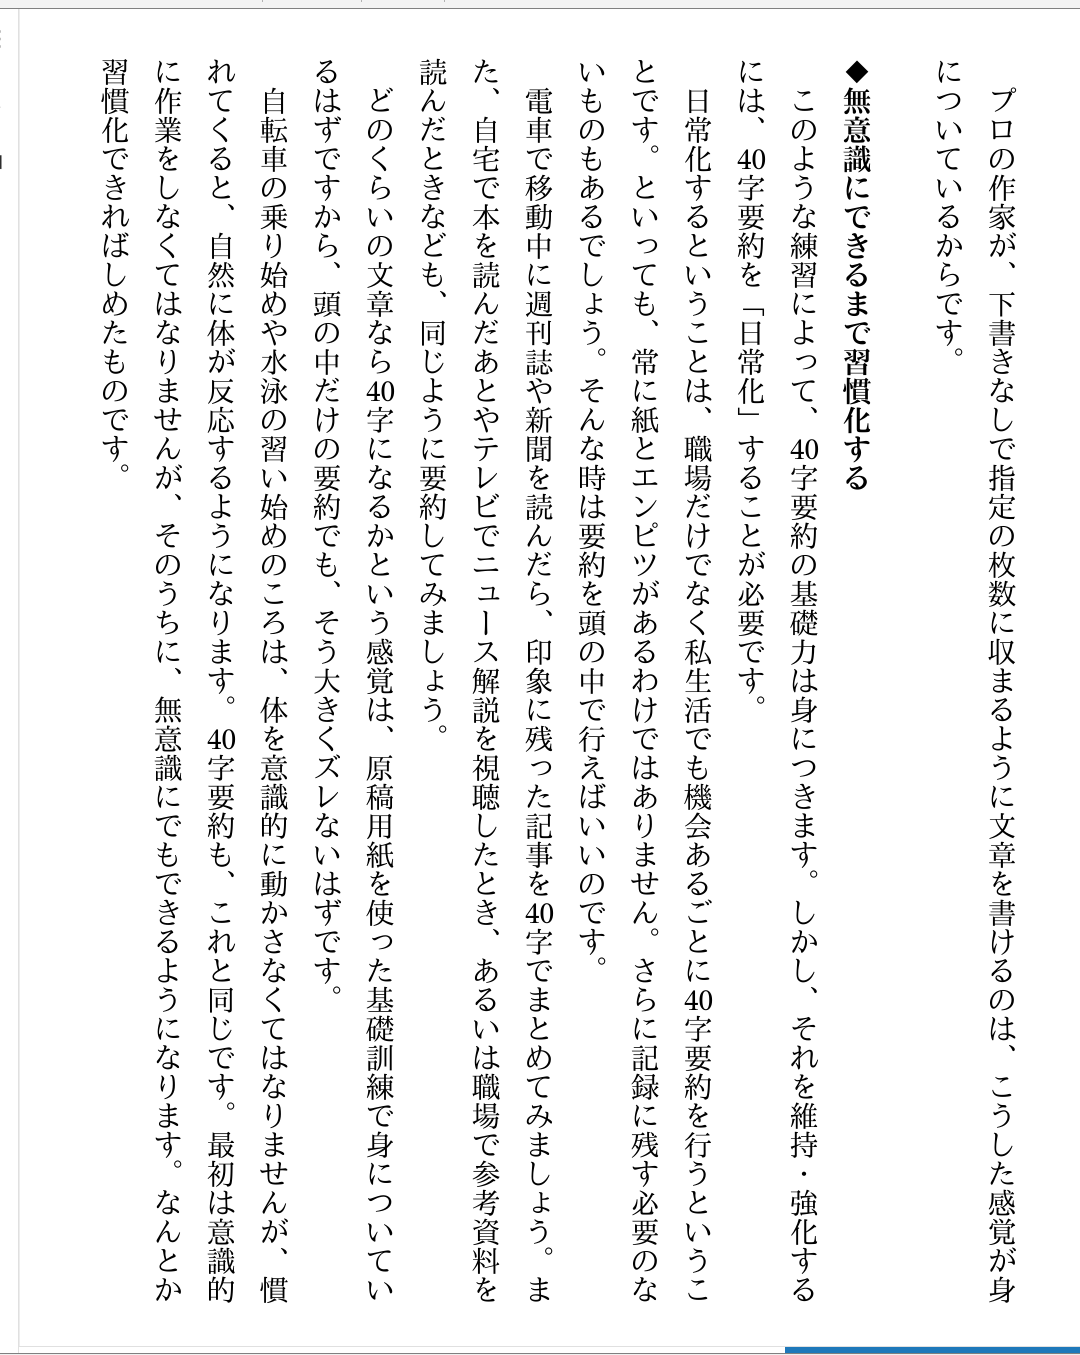 プロの作家が、下書きなしで指定の枚数に収まるように文章を書けるのは、こうした感覚が身
についているからです。
◆無意識にできるまで習慣化する
このような練習によって、40字要約の基礎力は身につきます。しかし、それを維持・強化する
には、40字要約を「日常化」することが必要です。
日常化するということは、職場だけでなく私生活でも機会あるごとに40字要約を行うというこ
とです。といっても、常に紙とエンピツがあるわけではありません。さらに記録に残す必要のな
いものもあるでしょう。そんな時は要約を頭の中で行えばいいのです。
電車で移動中に週刊誌や新聞を読んだら、印象に残った記事を40字でまとめてみましょう。ま
た、自宅で本を読んだあとやテレビでニュース解説を視聴したとき、あるいは職場で参考資料を
読んだときなども、同じように要約してみましょう。
どのくらいの文章なら40字になるかという感覚は、原稿用紙を使った基礎訓練で身についてい
るはずですから、頭の中だけの要約でも、そう大きくズレないはずです。
自転車の乗り始めや水泳の習い始めのころは、体を意識的に動かさなくてはなりませんが、慣
れてくると、自然に体が反応するようになります。40字要約も、これと同じです。最初は意識的
に作業をしなくてはなりませんが、そのうちに、無意識にでもできるようになります。なんとか
習慣化できればしめたものです。